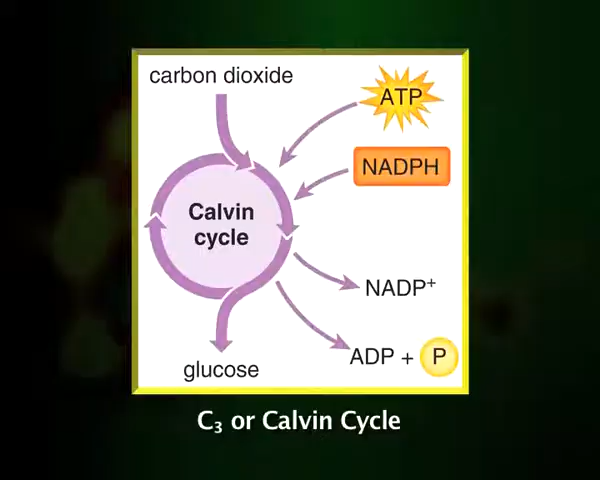 carbon dioxide
ATP
NADPH
Calvin
cycle
NADP⁺
ADP + P
glucose
C₃ or Calvin Cycle